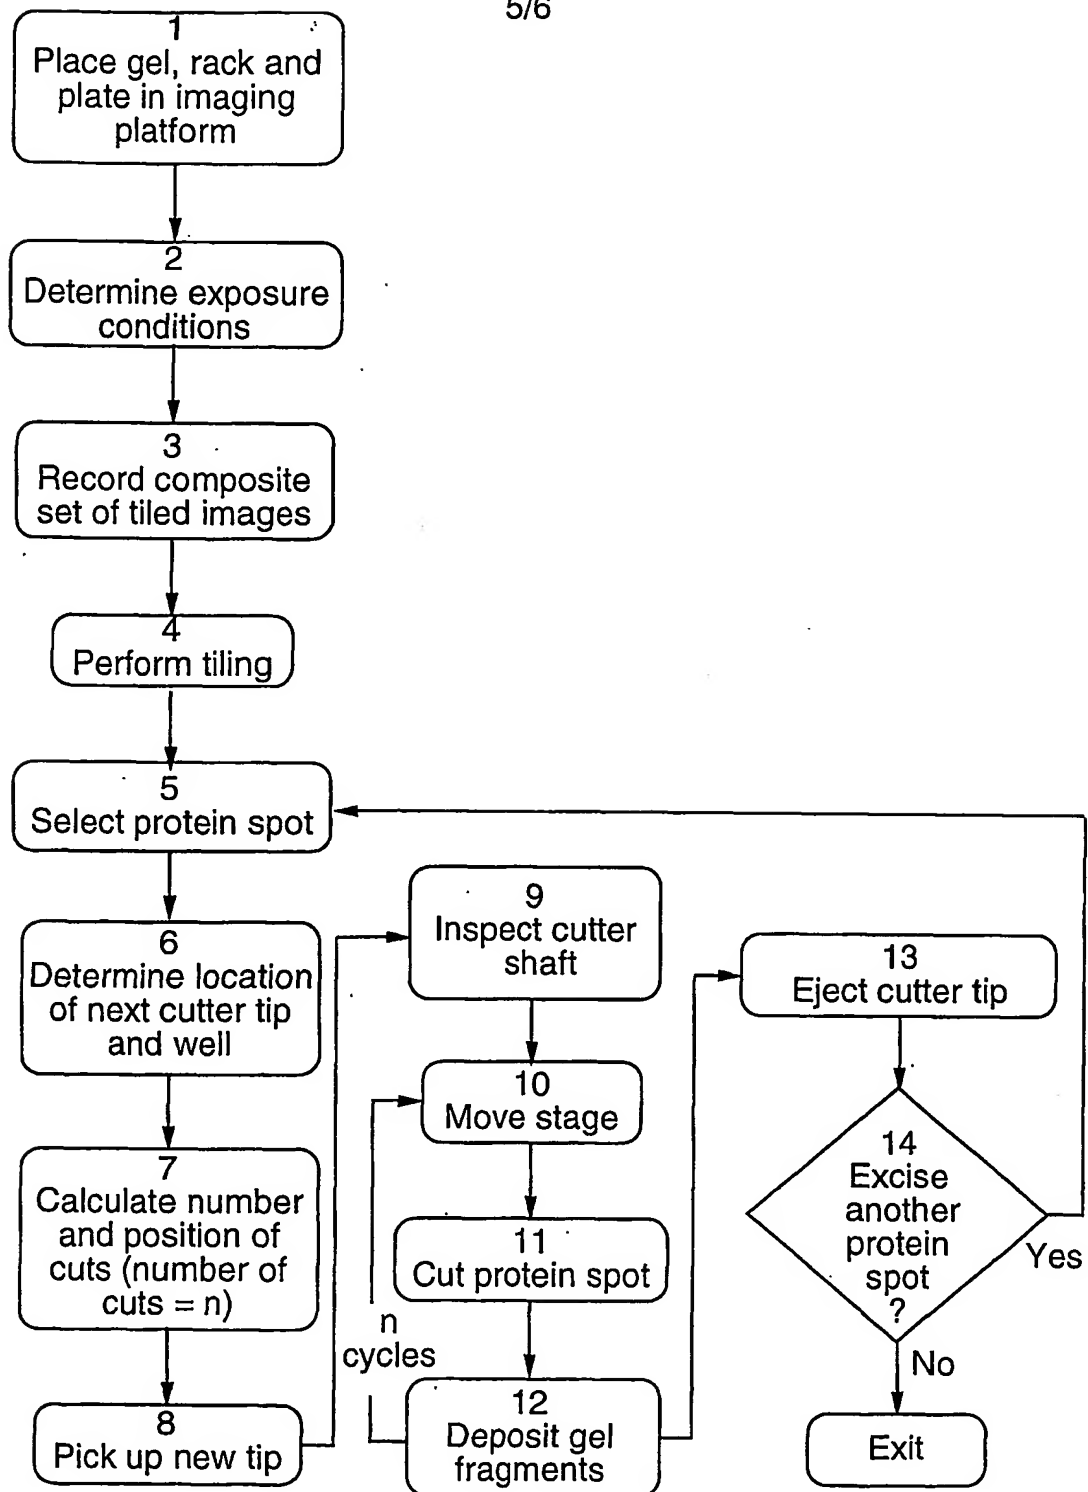 5/6
1
Place gel, rack and
plate in imaging
platform
2
Determine exposure
conditions
3
Record composite
set of tiled images
4
Perform tiling
5
Select protein spot
6
Determine location
of next cutter tip
and well
7
Calculate number
and position of
cuts (number of
cuts = n)
8
Pick up new tip
9
Inspect cutter
shaft
10
Move stage
11
Cut protein spot
n
cycles
12
Deposit gel
fragments
13
Eject cutter tip
14
Excise
another
protein
spot
?
Yes
No
Exit